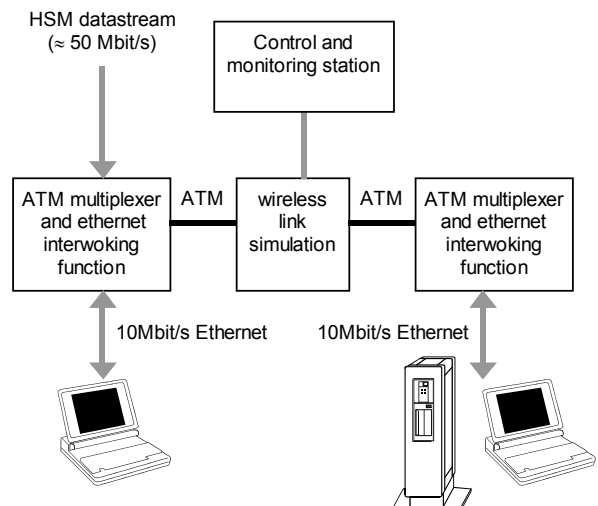 HSM datastream
(≈ 50 Mbit/s)
Control and
monitoring station
ATM multiplexer
and ethernet
interwoking
function
ATM
wireless
link
simulation
ATM
ATM multiplexer
and ethernet
interwoking
function
10Mbit/s Ethernet
10Mbit/s Ethernet